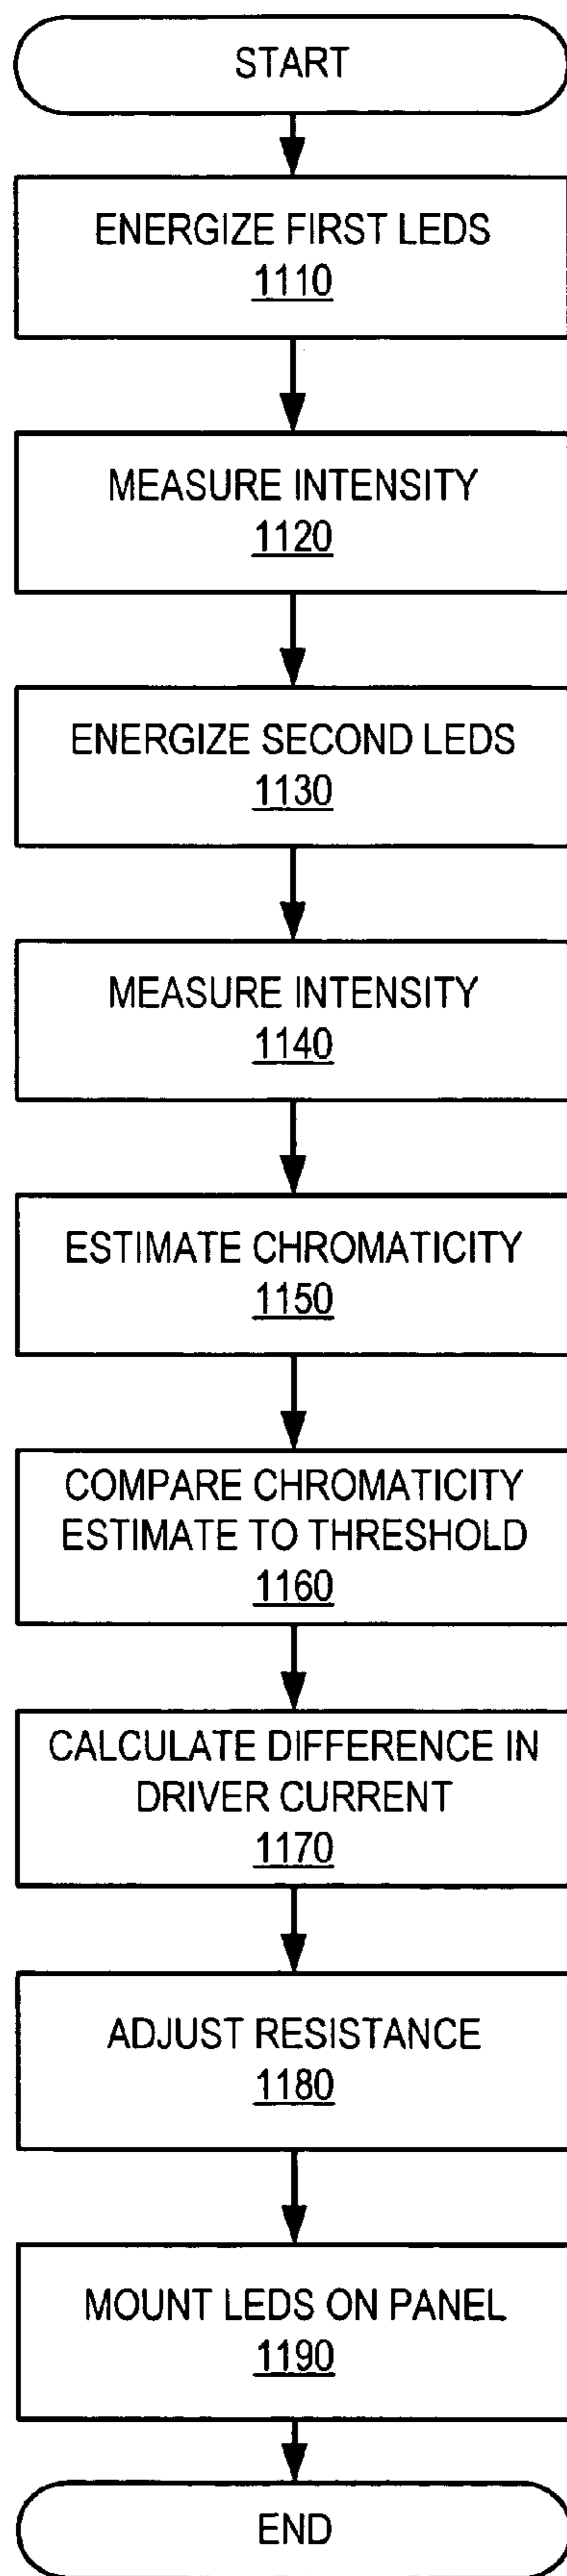 START
ENERGIZE FIRST LEDS
1110
MEASURE INTENSITY
1120
ENERGIZE SECOND LEDS
1130
MEASURE INTENSITY
1140
ESTIMATE CHROMATICITY
1150
COMPARE CHROMATICITY
ESTIMATE TO THRESHOLD
1160
CALCULATE DIFFERENCE IN
DRIVER CURRENT
1170
ADJUST RESISTANCE
1180
MOUNT LEDS ON PANEL
1190
END